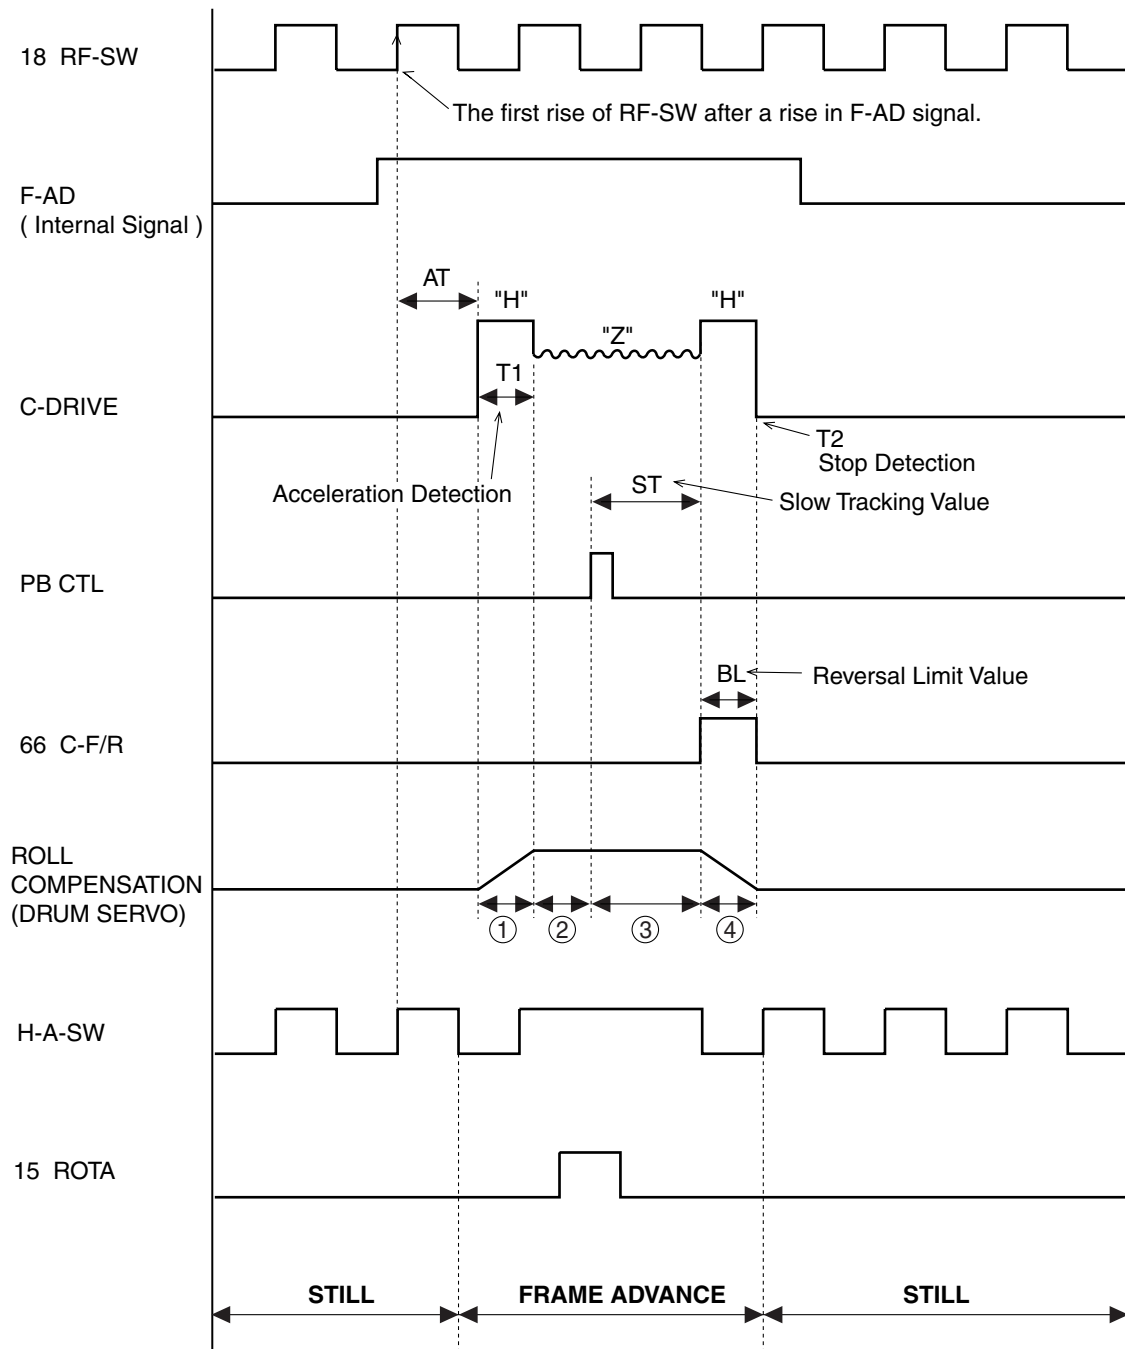 18 RF-SW
The first rise of RF-SW after a rise in F-AD signal.
F-AD
( Internal Signal )
AT
"H"
"H"
"Z"
T1
C-DRIVE
T2
Stop Detection
Acceleration Detection
ST
Slow Tracking Value
PB CTL
BL
Reversal Limit Value
66 C-F/R
ROLL
COMPENSATION
(DRUM SERVO)
① ② ③ ④
H-A-SW
15 ROTA
STILL FRAME ADVANCE STILL